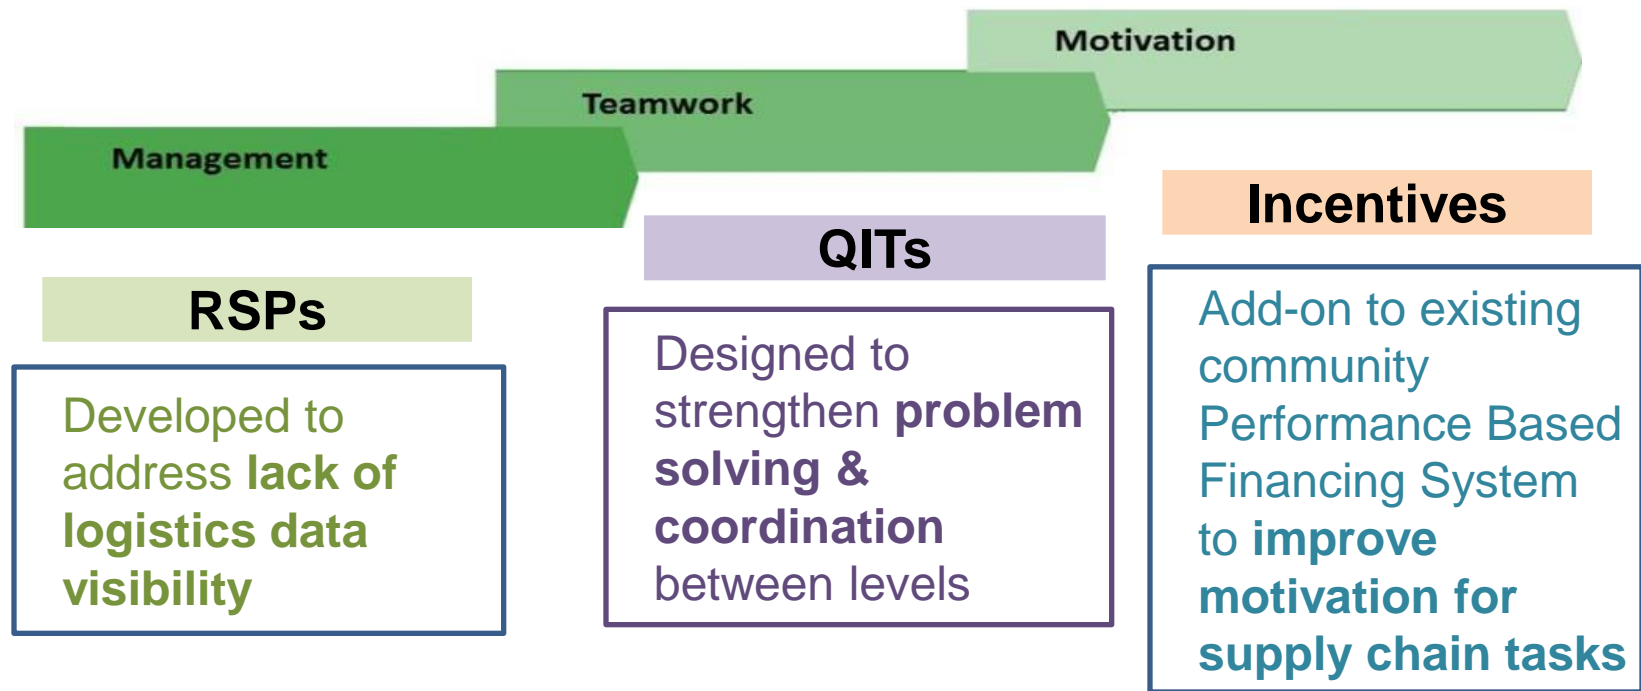 Motivation
Teamwork
Management
RSPs
Developed to
address lack of
logistics data
visibility
QITs
Designed to
strengthen problem
solving &
coordination
between levels
Incentives
Add-on to existing
community
Performance Based
Financing System
to improve
motivation for
supply chain tasks